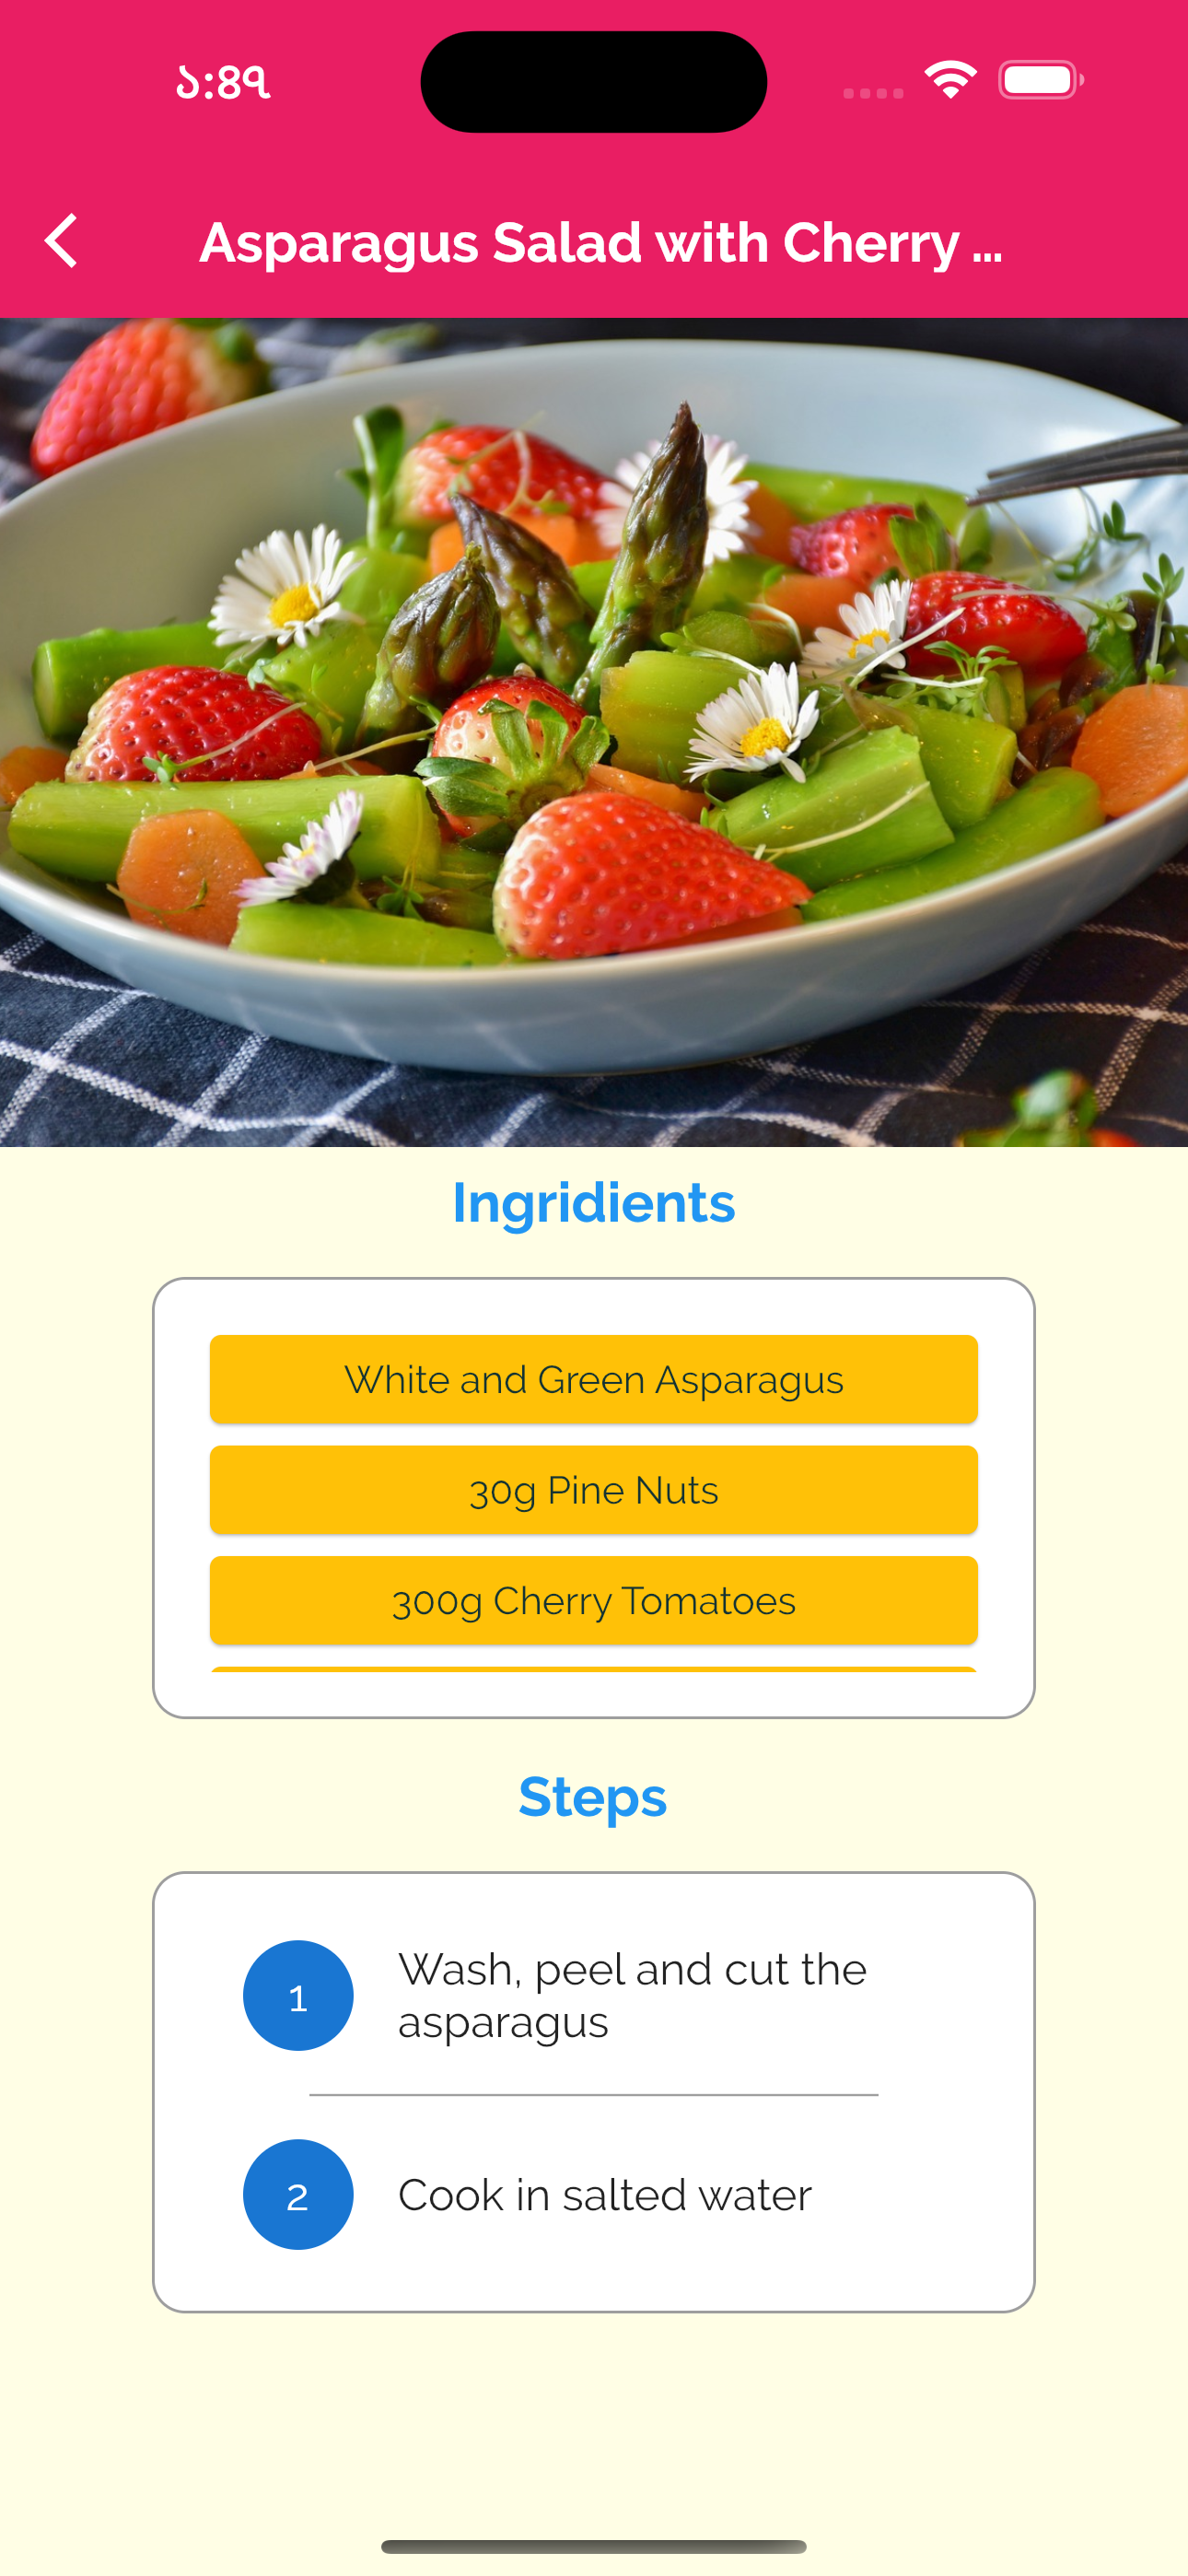 ১:৪৭
Asparagus Salad with Cherry ...
Ingridients
White and Green Asparagus
30g Pine Nuts
300g Cherry Tomatoes
Steps
1
Wash, peel and cut the
asparagus
2
Cook in salted water